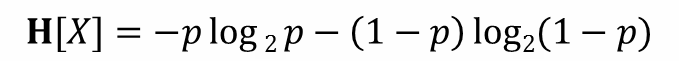 H[X] = −p log₂ p − (1 − p) log₂(1 − p)